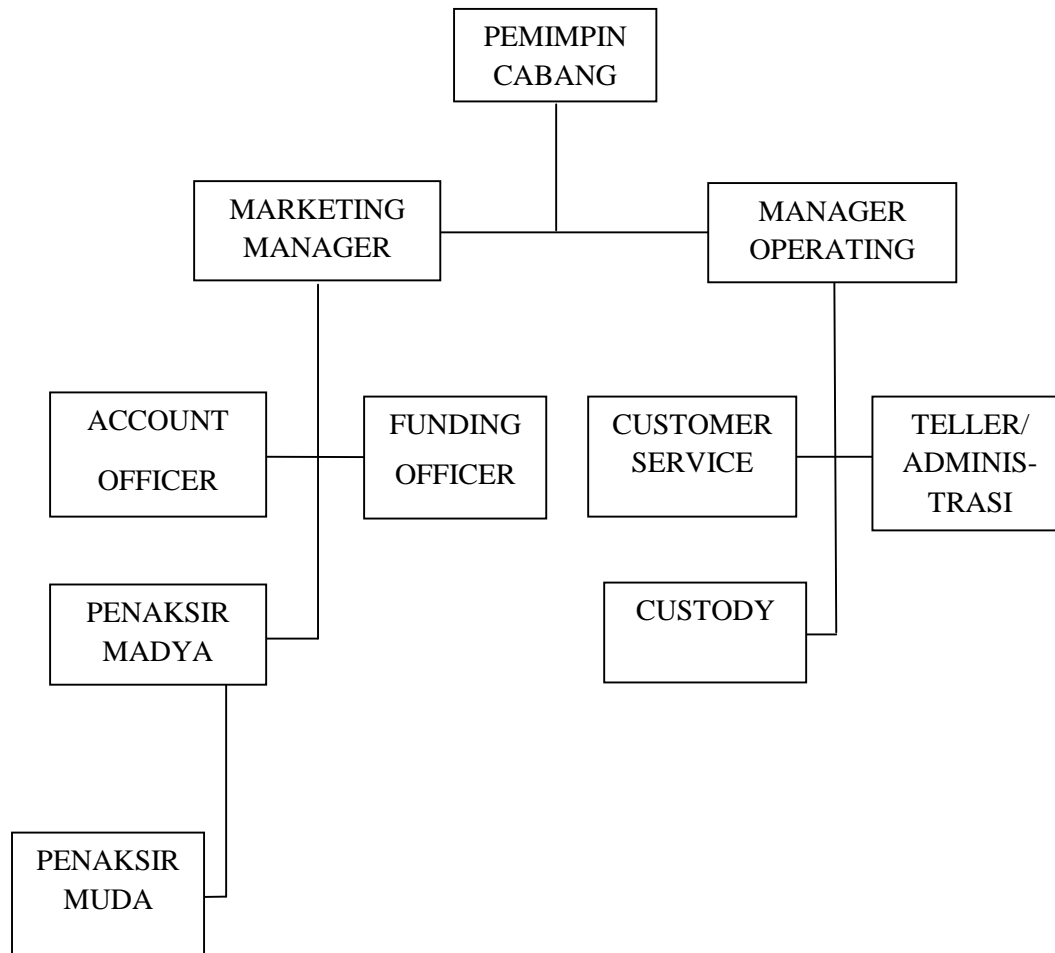 PEMIMPIN
CABANG
MARKETING
MANAGER
MANAGER
OPERATING
ACCOUNT
OFFICER
FUNDING
OFFICER
CUSTOMER
SERVICE
TELLER/
ADMINIS-
TRASI
PENAKSIR
MADYA
CUSTODY
PENAKSIR
MUDA